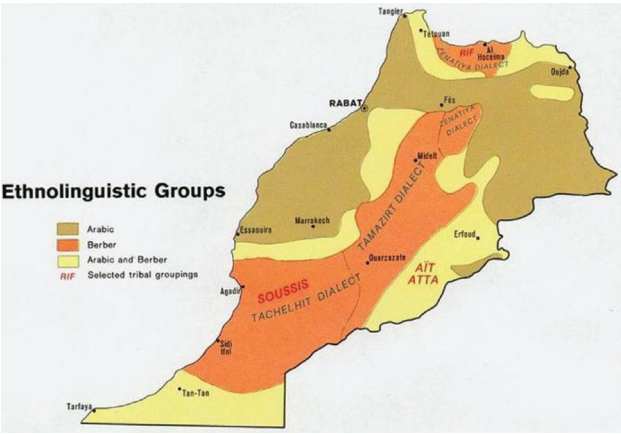 Tangier
Tétouan
RIF
Al
Hoceima
ZENATIYA DIALECT
Oujda
RABAT
Fès
ZENATIYA
DIALECT
Casablanca
Midelt
Ethnolinguistic Groups
TAMAZIRT DIALECT
Arabic
Berber
Arabic and Berber
RIF Selected tribal groupings
Marrakech
Essaouira
Erfoud
Ouarzazate
AÏT
ATTA
Agadir
SOUSSIS
TACHELHIT DIALECT
Sidi
Ifni
Tan-Tan
Tarfaya